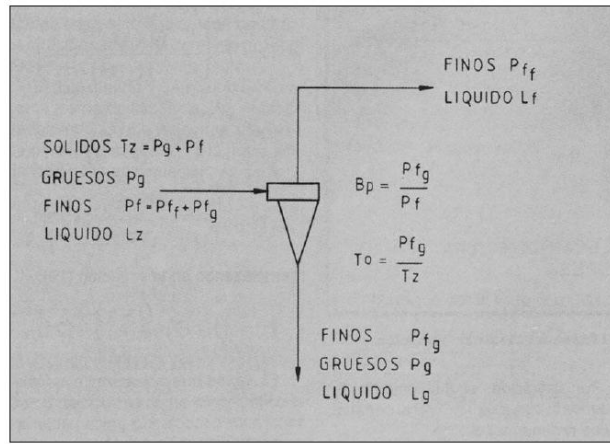 FINOS Pff
LIQUIDO Lf
SOLIDOS Tz = Pg + Pf
GRUESOS Pg
FINOS Pf = Pff + Pfg
LIQUIDO Lz
Bp = Pfg / Pf
To = Pfg / Tz
FINOS Pfg
GRUESOS Pg
LIQUIDO Lg